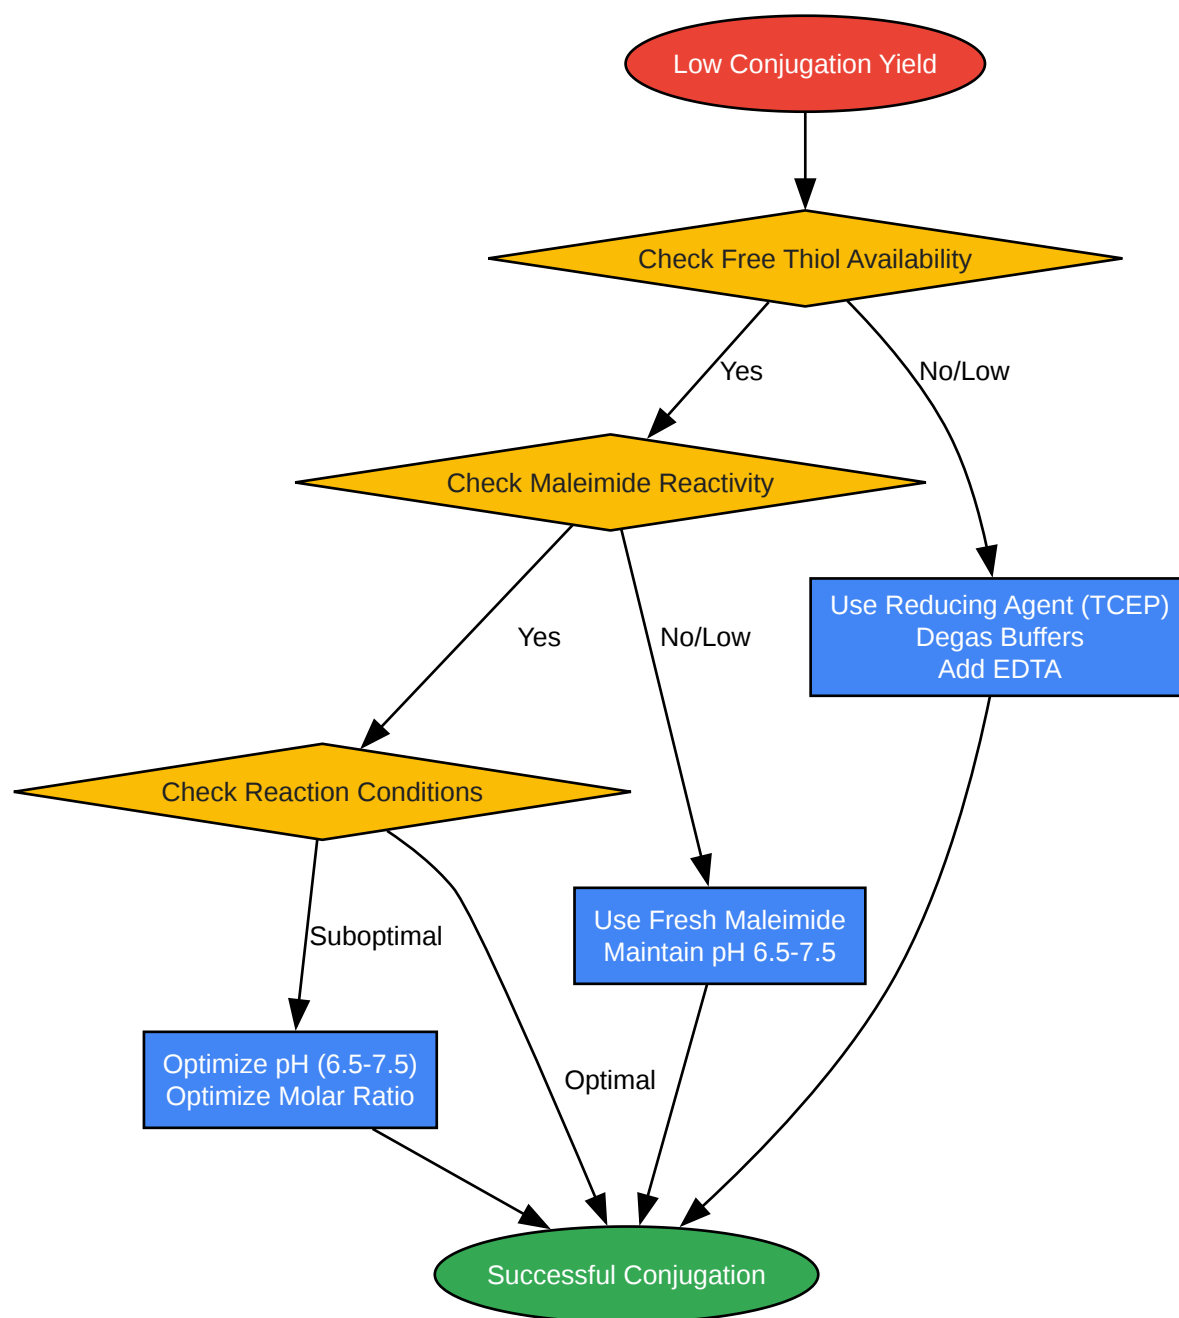 Low Conjugation Yield
Check Free Thiol Availability
Yes
No/Low
Check Maleimide Reactivity
Use Reducing Agent (TCEP)
Degas Buffers
Add EDTA
Yes
No/Low
Check Reaction Conditions
Use Fresh Maleimide
Maintain pH 6.5-7.5
Suboptimal
Optimize pH (6.5-7.5)
Optimize Molar Ratio
Optimal
Successful Conjugation